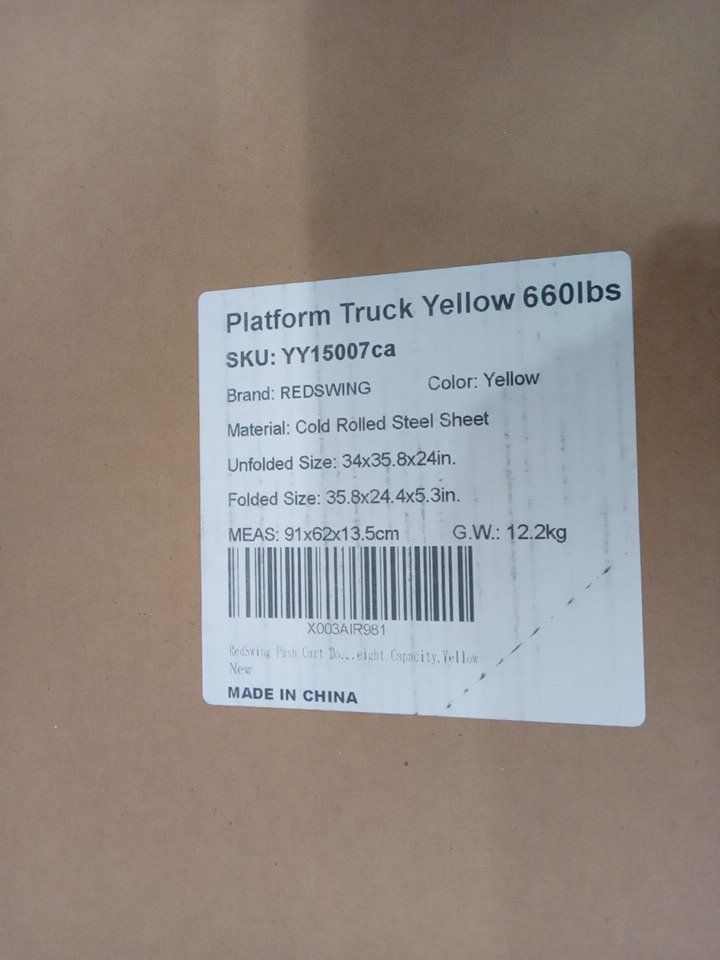 Platform Truck Yellow 660lbs
SKU: YY15007ca
Brand: REDSWING Color: Yellow
Material: Cold Rolled Steel Sheet
Unfolded Size: 34x35.8x24in.
Folded Size: 35.8x24.4x5.3in.
MEAS: 91x62x13.5cm G.W.: 12.2kg
X003AIR981
RedSwing Push Cart Do...eight Capacity,Yellow
New
MADE IN CHINA